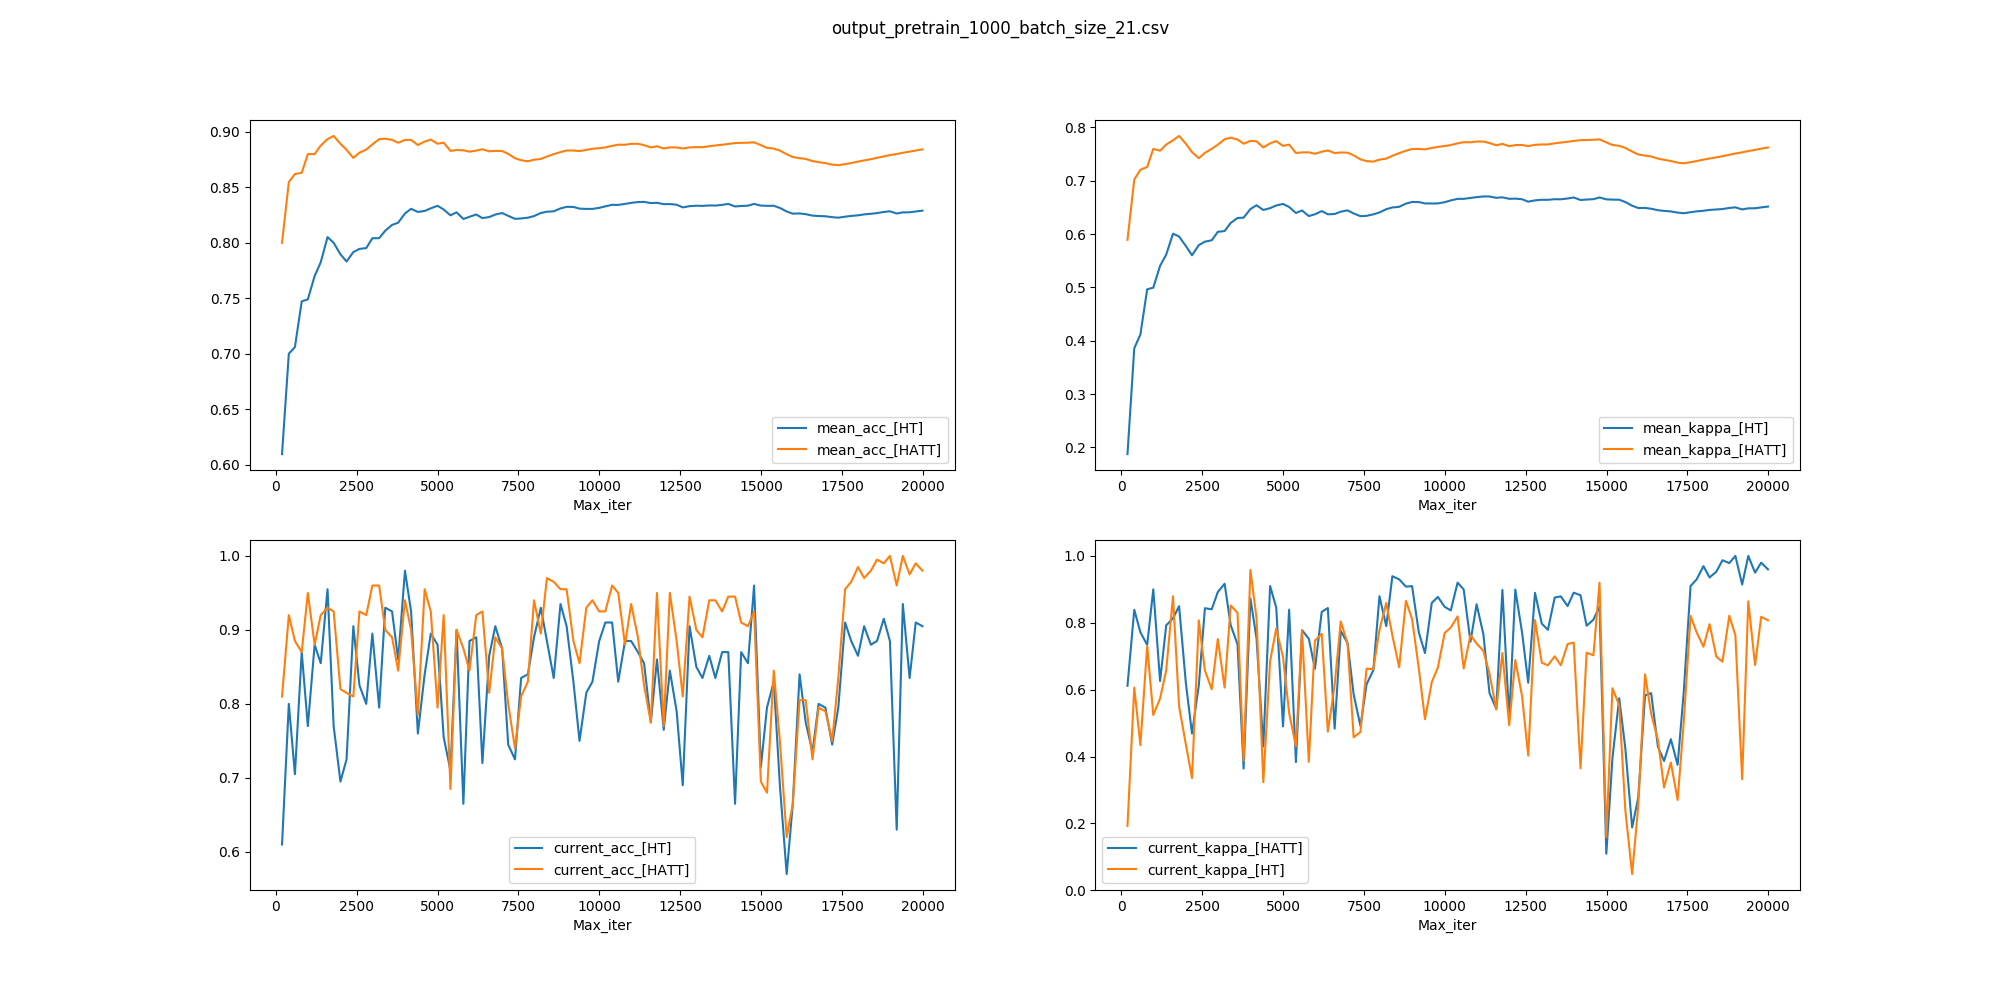 output_pretrain_1000_batch_size_21.csv
0.90
0.85
0.80
0.75
0.70
0.65
0.60
mean_acc_[HT]
mean_acc_[HATT]
0 2500 5000 7500 10000 12500 15000 17500 20000
Max_iter
0.8
0.7
0.6
0.5
0.4
0.3
0.2
mean_kappa_[HT]
mean_kappa_[HATT]
0 2500 5000 7500 10000 12500 15000 17500 20000
Max_iter
1.0
0.9
0.8
0.7
0.6
current_acc_[HT]
current_acc_[HATT]
0 2500 5000 7500 10000 12500 15000 17500 20000
Max_iter
1.0
0.8
0.6
0.4
0.2
0.0
current_kappa_[HATT]
current_kappa_[HT]
0 2500 5000 7500 10000 12500 15000 17500 20000
Max_iter